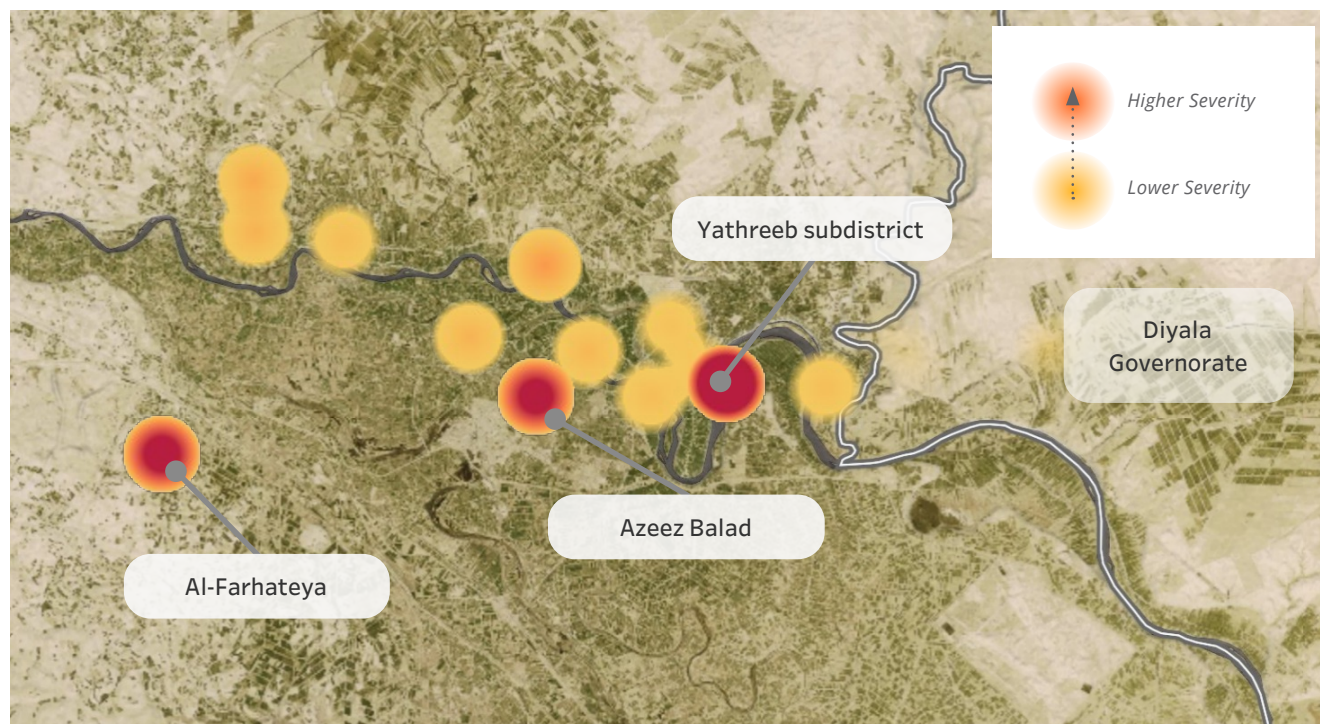 Higher Severity
Lower Severity
Yathreeb subdistrict
Diyala
Governorate
Azeez Balad
Al-Farhateya